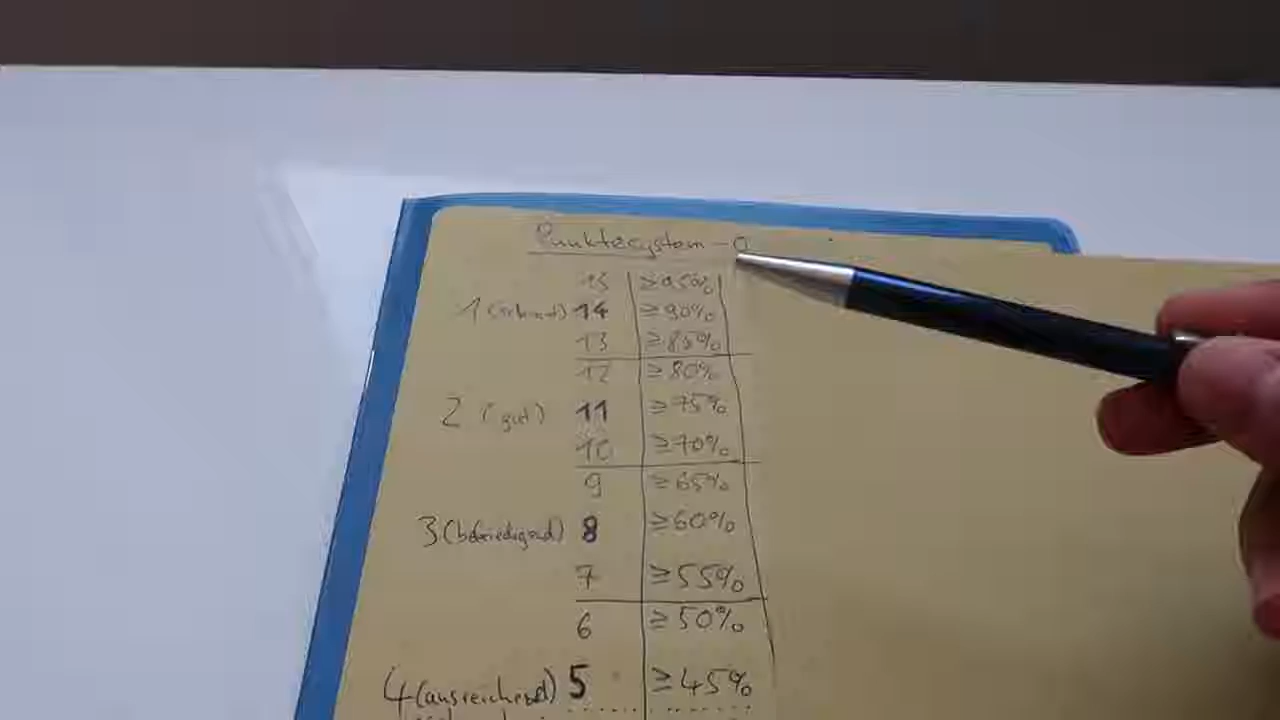 Punktesystem - O
15 ≥95%
1 (sehr gut) 14 ≥90%
13 ≥85%
12 ≥80%
2 (gut) 11 ≥75%
10 ≥70%
9 ≥65%
3 (befriedigend) 8 ≥60%
7 ≥55%
6 ≥50%
4 (ausreichend) 5 ≥45%